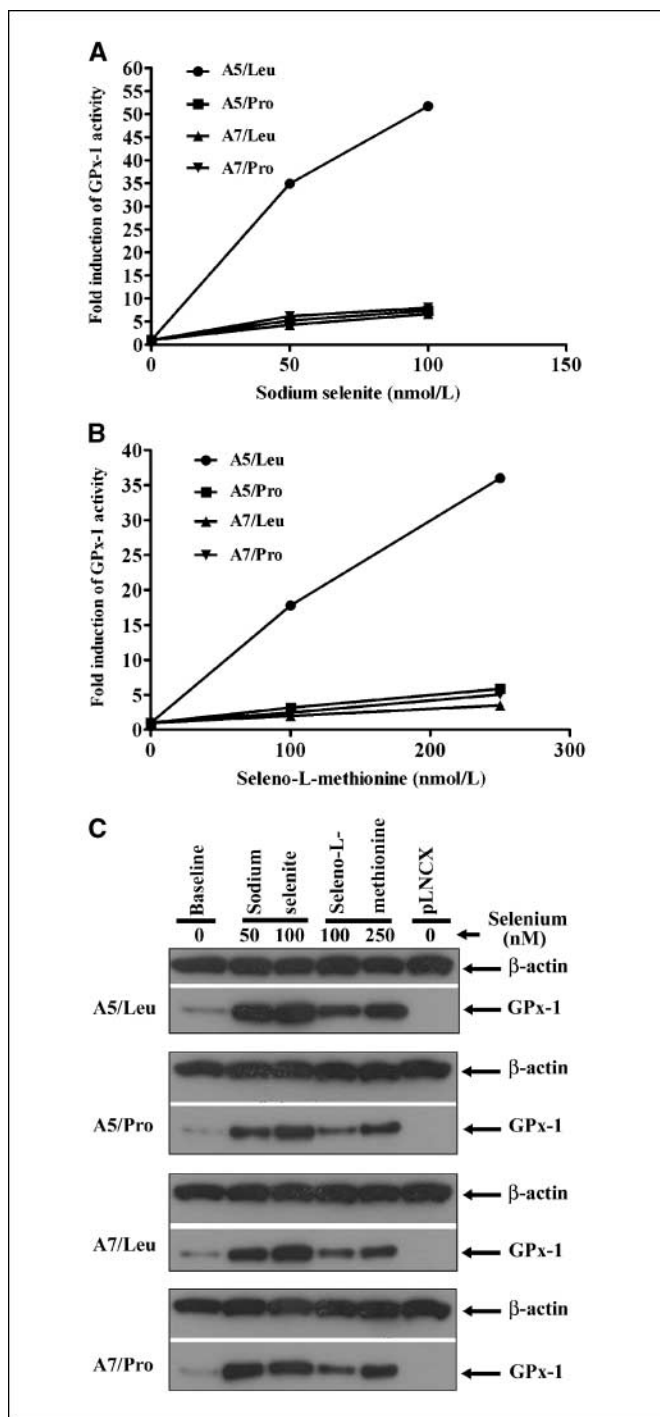 A
Fold induction of GPx-1 activity
60
55
50
45
40
35
30
25
20
15
10
5
0
A5/Leu
A5/Pro
A7/Leu
A7/Pro
0 50 100 150
Sodium selenite (nmol/L)
B
Fold induction of GPx-1 activity
40
35
30
25
20
15
10
5
0
A5/Leu
A5/Pro
A7/Leu
A7/Pro
0 100 200 300
Seleno-L-methionine (nmol/L)
C
Baseline
Sodium
selenite
Seleno-L-
methionine
pLNCX
0 50 100 100 250 0
Selenium
(nM)
β-actin
A5/Leu GPx-1
β-actin
A5/Pro GPx-1
β-actin
A7/Leu GPx-1
β-actin
A7/Pro GPx-1